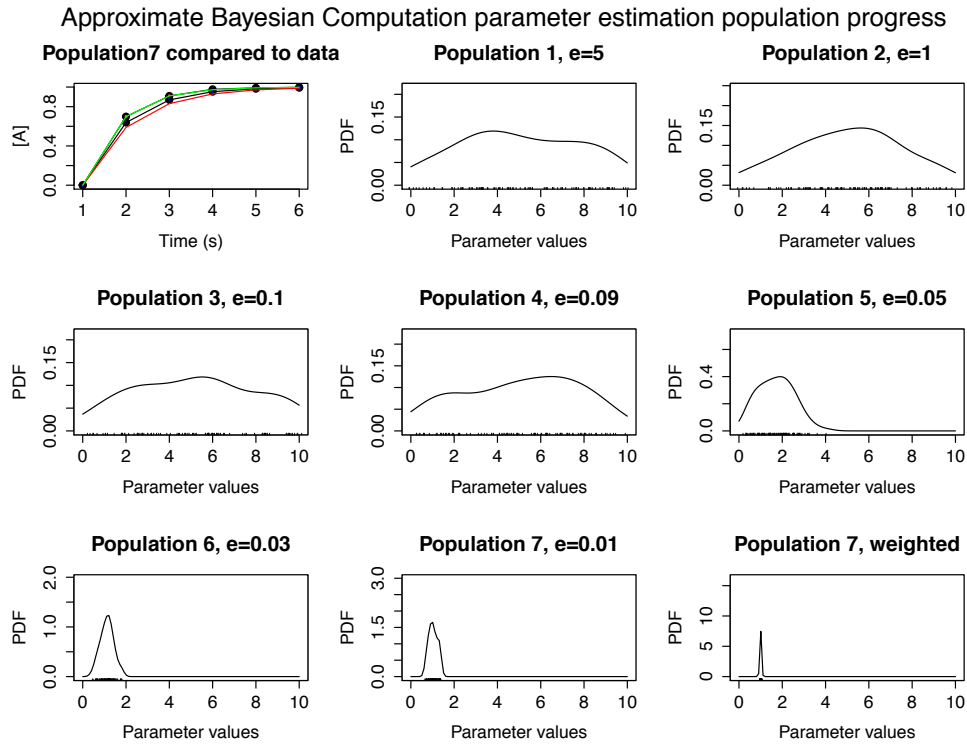 Approximate Bayesian Computation parameter estimation population progress
Population7 compared to data
[A]
0.0 0.4 0.8
1 2 3 4 5 6
Time (s)
Population 1, e=5
PDF
0.00 0.15
0 2 4 6 8 10
Parameter values
Population 2, e=1
PDF
0.00 0.15
0 2 4 6 8 10
Parameter values
Population 3, e=0.1
PDF
0.00 0.15
0 2 4 6 8 10
Parameter values
Population 4, e=0.09
PDF
0.00 0.15
0 2 4 6 8 10
Parameter values
Population 5, e=0.05
PDF
0.0 0.4
0 2 4 6 8 10
Parameter values
Population 6, e=0.03
PDF
0.0 1.0 2.0
0 2 4 6 8 10
Parameter values
Population 7, e=0.01
PDF
0.0 1.5 3.0
0 2 4 6 8 10
Parameter values
Population 7, weighted
PDF
0 5 10
0 2 4 6 8 10
Parameter values